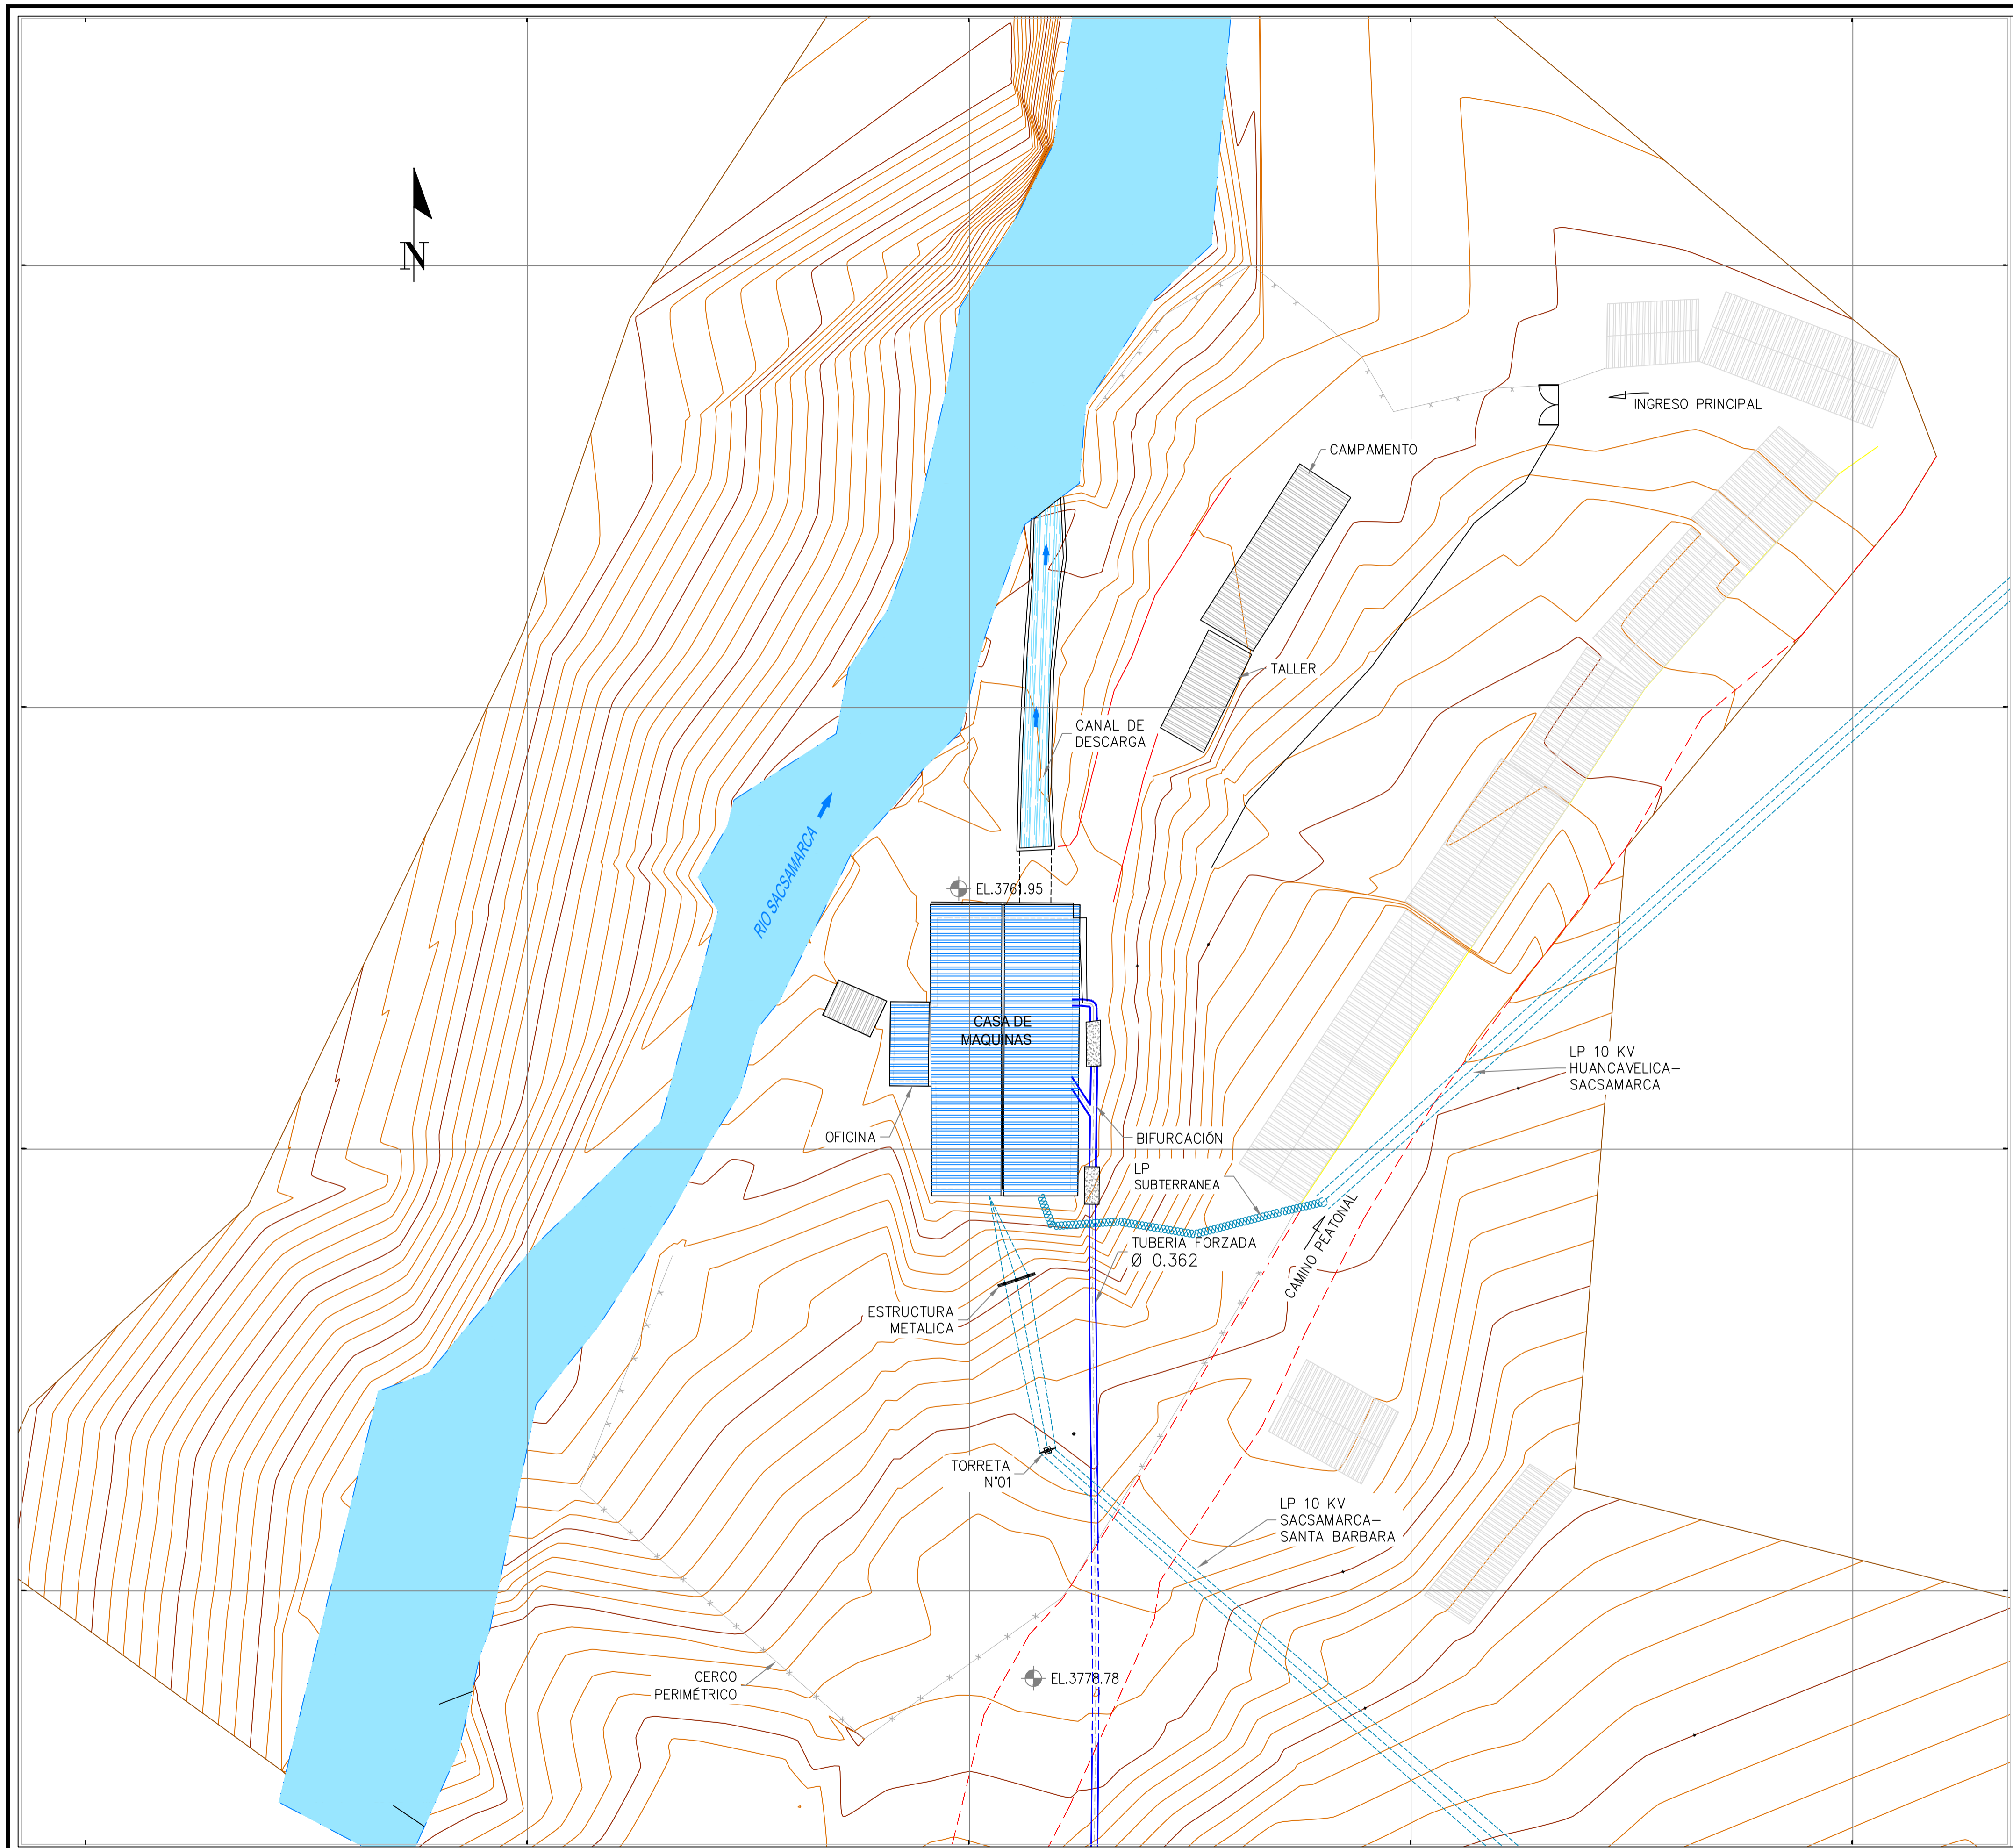 N
INGRESO PRINCIPAL
CAMPAMENTO
TALLER
CANAL DE
DESCARGA
RIO SACSAMARCA
EL.3761.95
CASA DE
MAQUINAS
LP 10 KV
HUANCAVELICA–
SACSAMARCA
OFICINA
BIFURCACIÓN
LP
SUBTERRANEA
CAMINO PEATONAL
TUBERIA FORZADA
Ø 0.362
ESTRUCTURA
METALICA
TORRETA
N°01
LP 10 KV
SACSAMARCA–
SANTA BARBARA
CERCO
PERIMÉTRICO
EL.3778.78